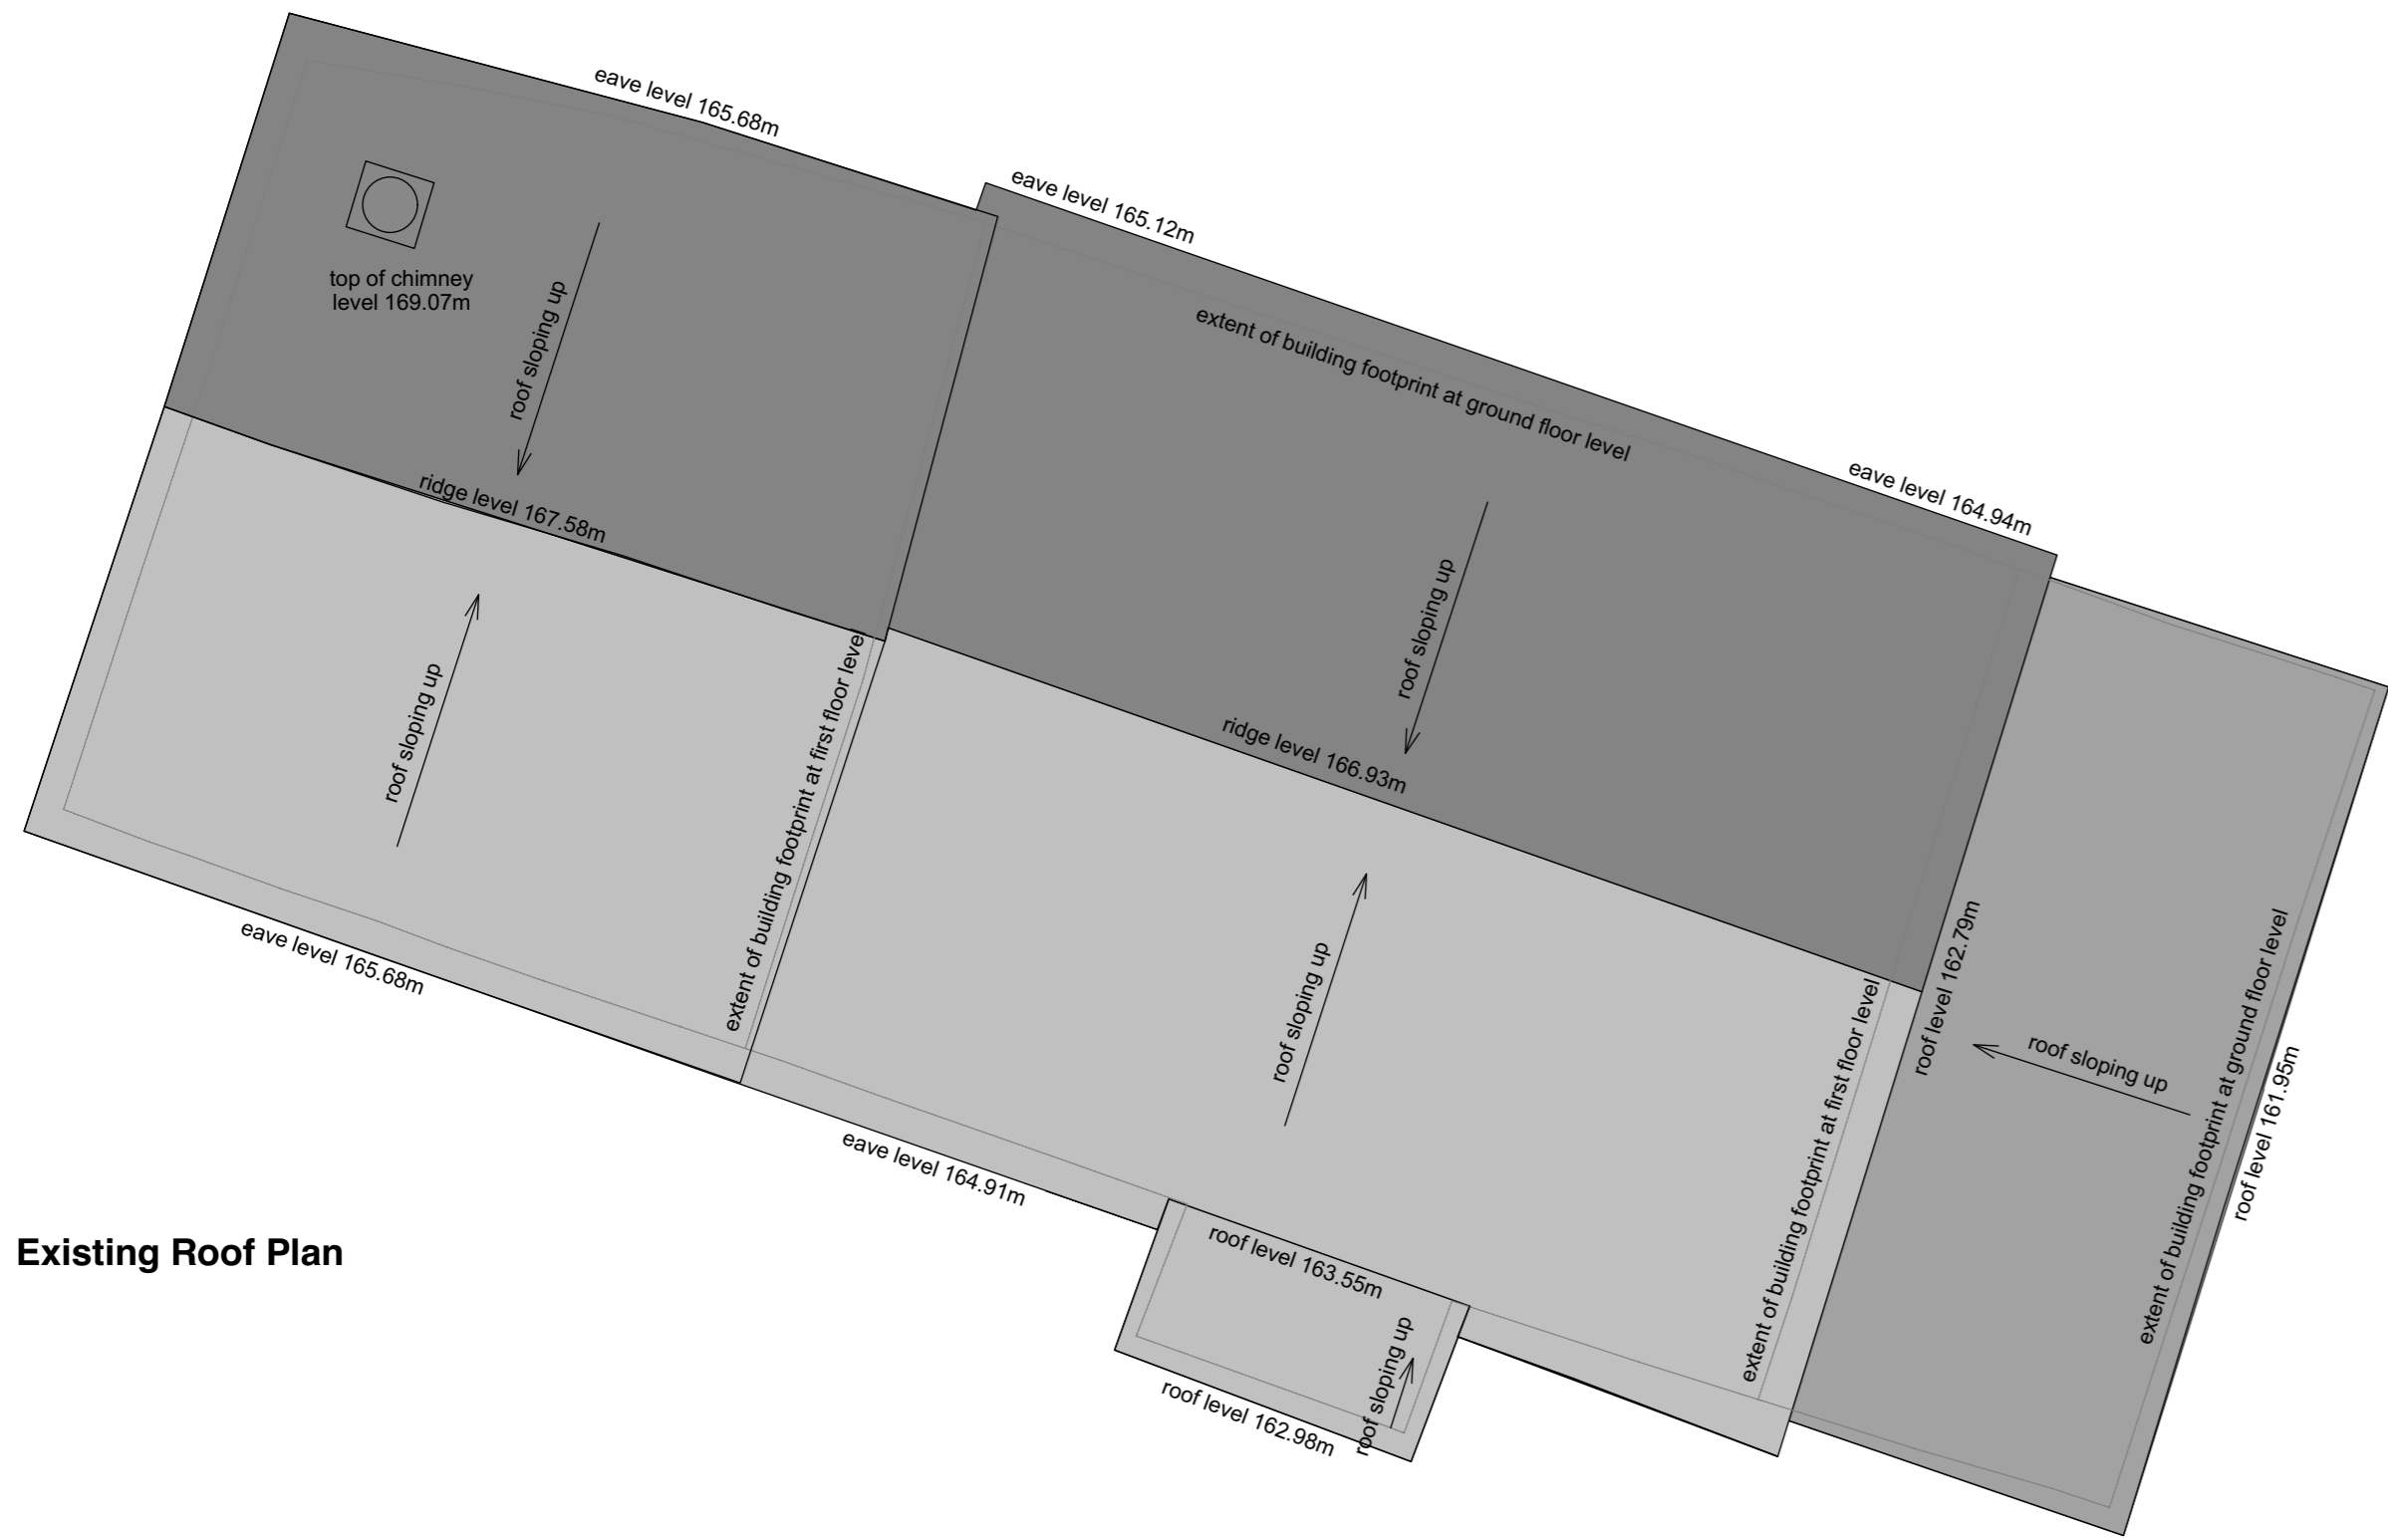 eave level 165.68m
eave level 165.12m
top of chimney
level 169.07m
roof sloping up
extent of building footprint at ground floor level
eave level 164.94m
ridge level 167.58m
roof sloping up
roof sloping up
extent of building footprint at first floor level
ridge level 166.93m
eave level 165.68m
roof sloping up
extent of building footprint at first floor level
roof level 162.79m
roof sloping up
extent of building footprint at ground floor level
roof level 161.95m
eave level 164.91m
Existing Roof Plan
roof level 163.55m
roof sloping up
roof level 162.98m